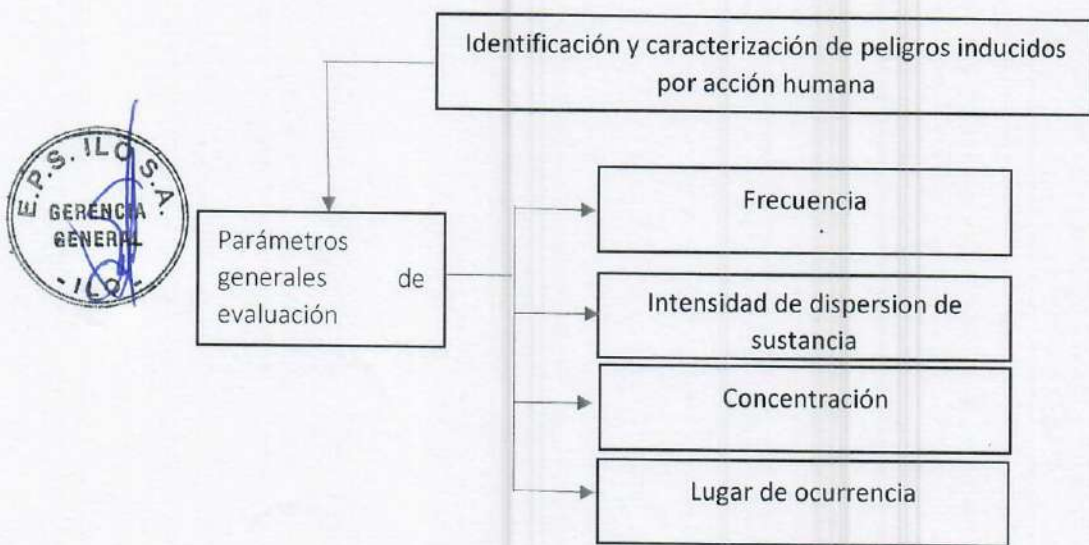 Identificación y caracterización de peligros inducidos
por acción humana
E.P.S. ILO S.A.
GERENCIA
GENERAL
- ILO -
Parámetros
generales de
evaluación
Frecuencia
Intensidad de dispersion de
sustancia
Concentración
Lugar de ocurrencia